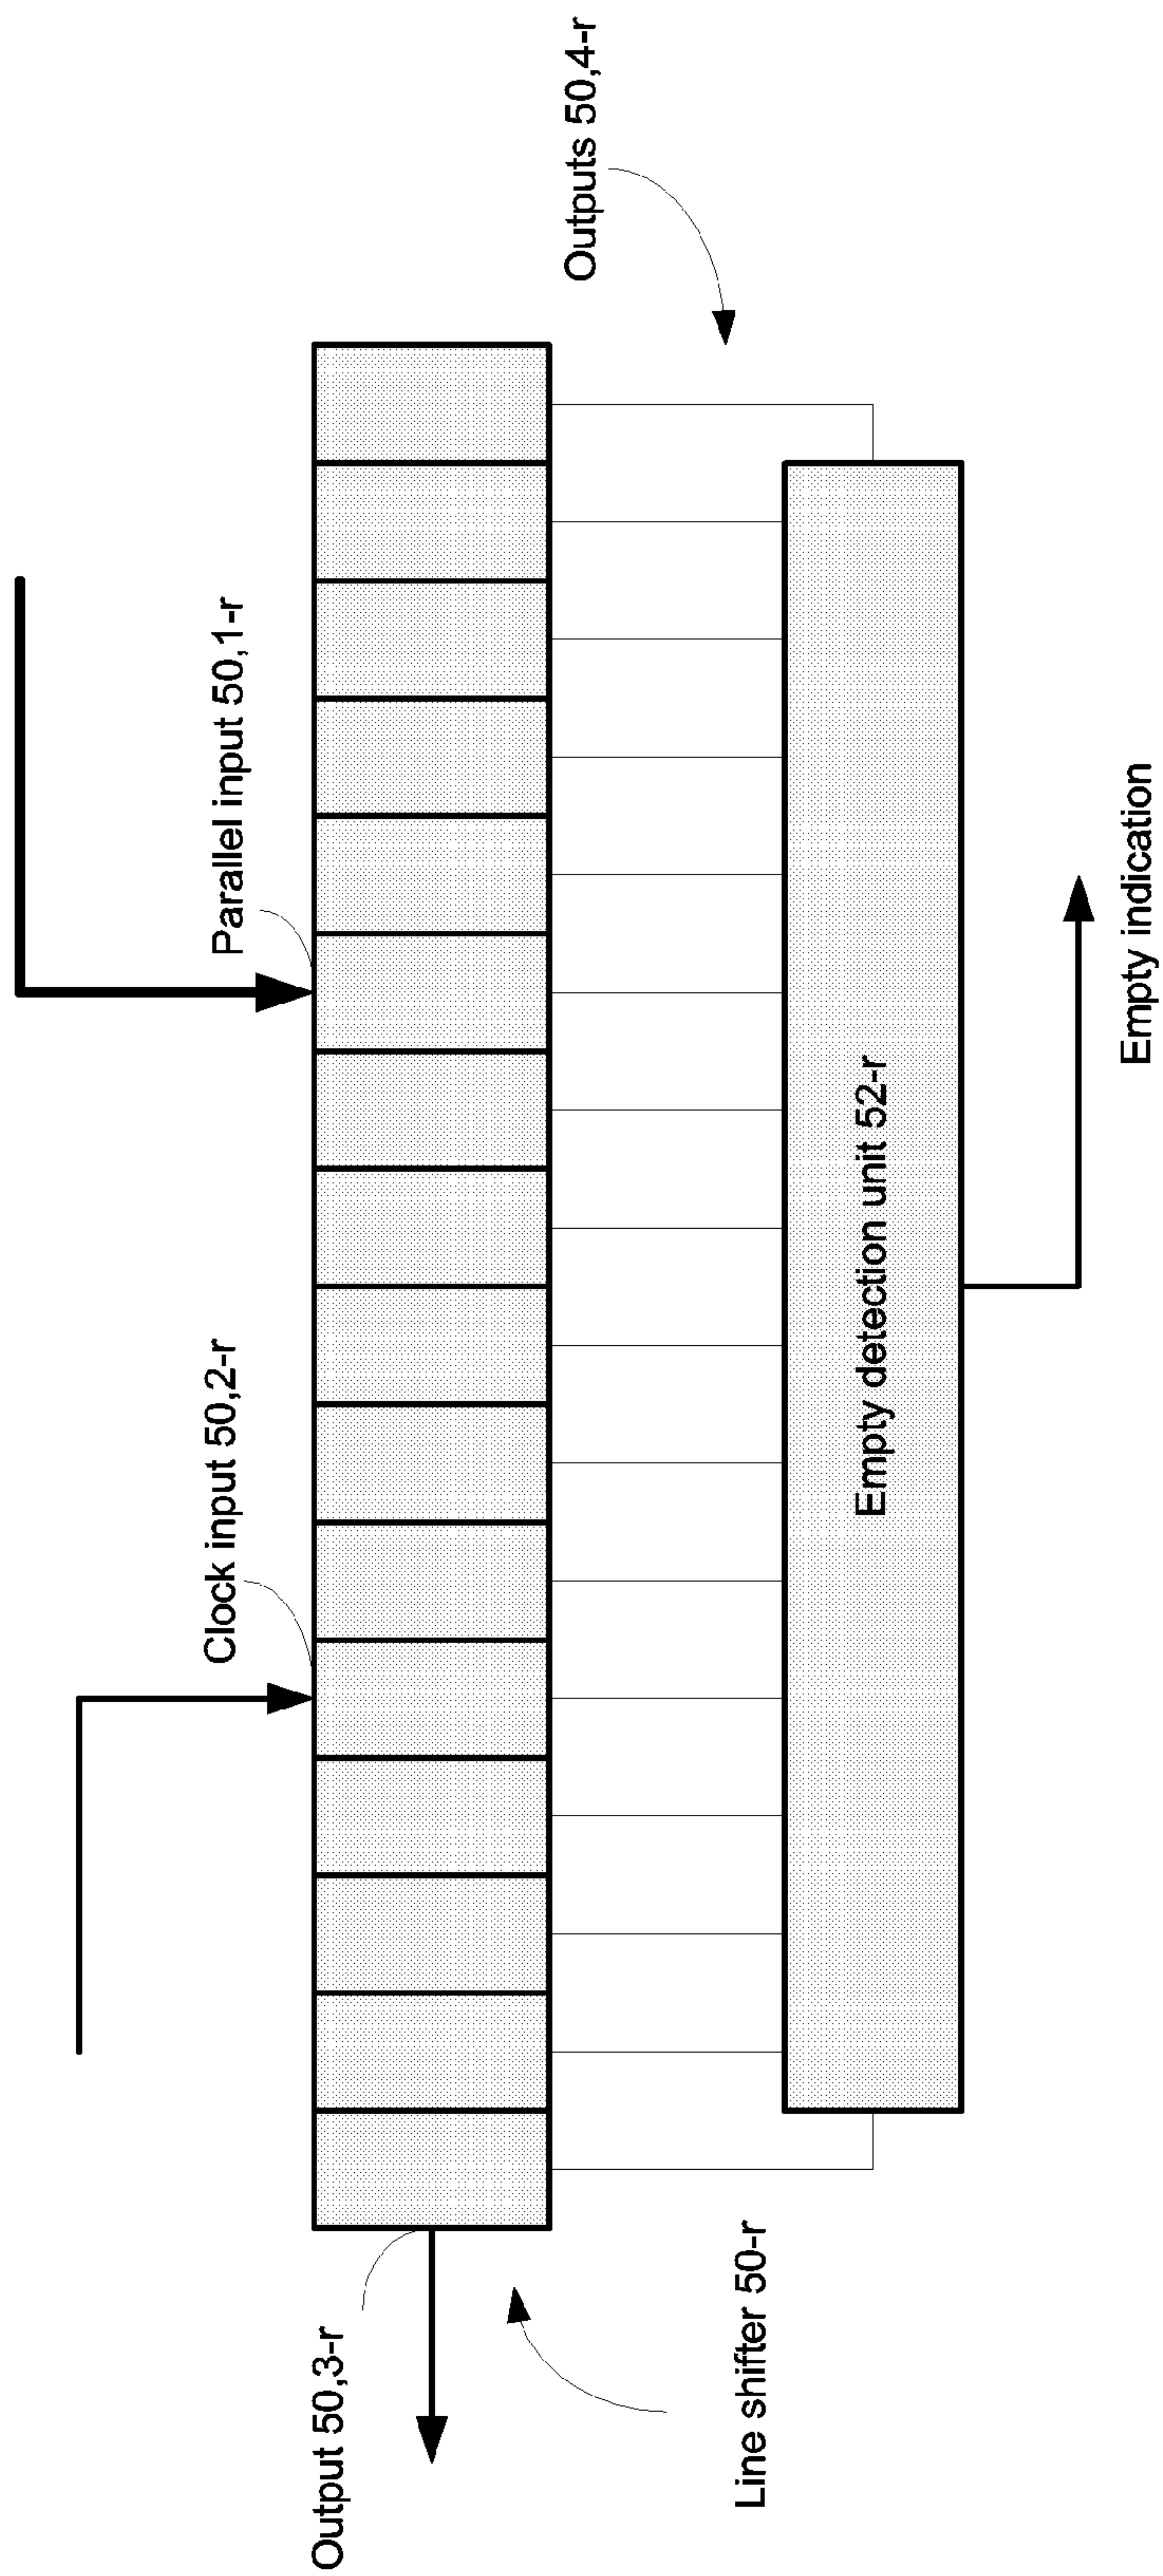 Parallel input 50,1-r
Clock input 50,2-r
Output 50,3-r
Outputs 50,4-r
Line shifter 50-r
Empty detection unit 52-r
Empty indication